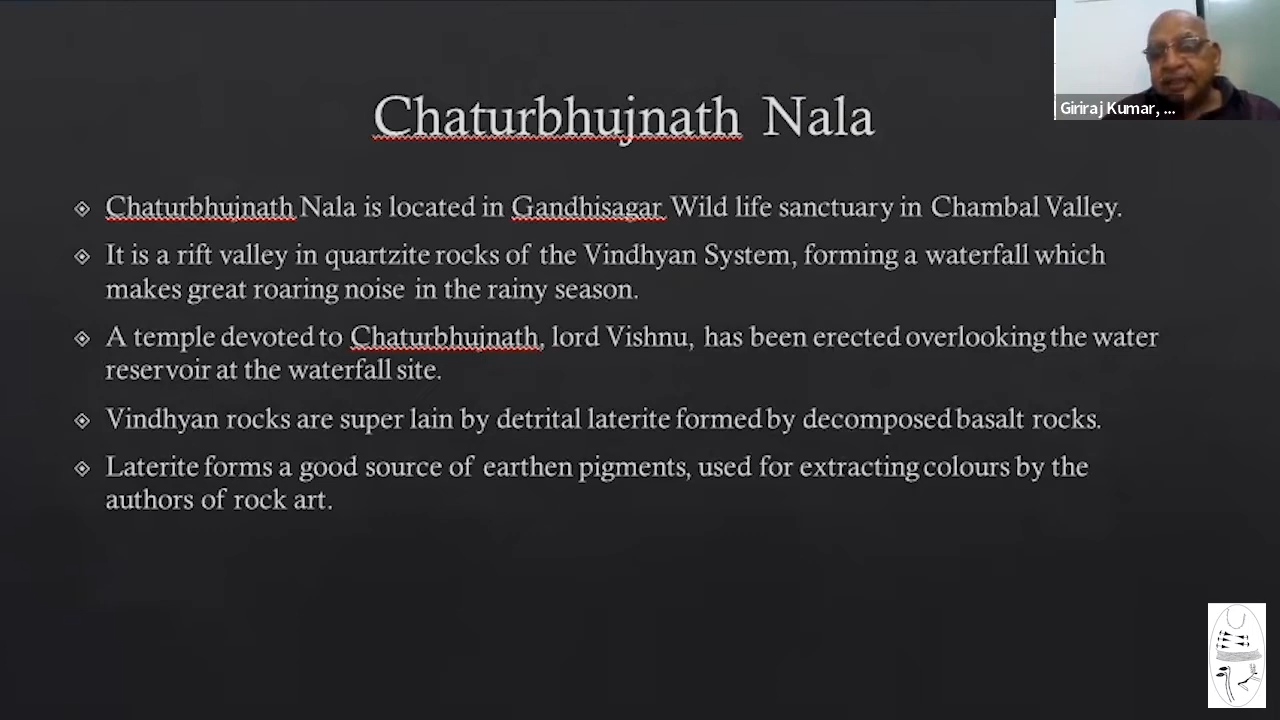 Giriraj Kumar, ...
Chaturbhujnath Nala
Chaturbhujnath Nala is located in Gandhisagar Wild life sanctuary in Chambal Valley.
It is a rift valley in quartzite rocks of the Vindhyan System, forming a waterfall which
makes great roaring noise in the rainy season.
A temple devoted to Chaturbhujnath, lord Vishnu, has been erected overlooking the water
reservoir at the waterfall site.
Vindhyan rocks are super lain by detrital laterite formed by decomposed basalt rocks.
Laterite forms a good source of earthen pigments, used for extracting colours by the
authors of rock art.